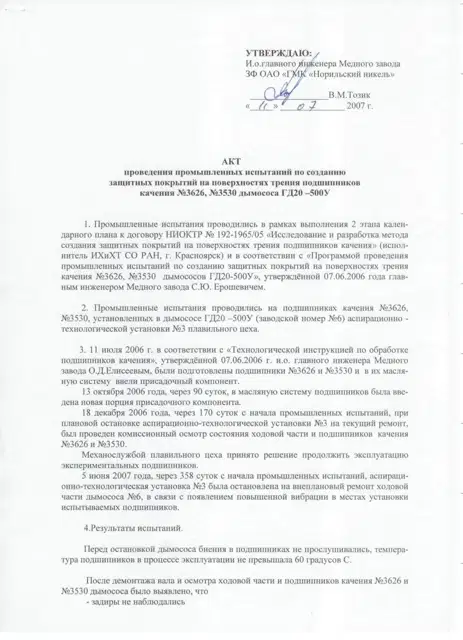 УТВЕРЖДАЮ:
И.о.главного инженера Медного завода
ЗФ ОАО «ГМК «Норильский никель»
В.М.Тозик
« 11 » 07 2007 г.
АКТ
проведения промышленных испытаний по созданию
защитных покрытий на поверхностях трения подшипников
качения №3626, №3530 дымососа ГД20 –500У
1. Промышленные испытания проводились в рамках выполнения 2 этапа кален-
дарного плана к договору НИОКТР № 192-1965/05 «Исследование и разработка метода
создания защитных покрытий на поверхностях трения подшипников качения» (испол-
нитель ИХиХТ СО РАН, г. Красноярск) и в соответствии с «Программой проведения
промышленных испытаний по созданию защитных покрытий на поверхностях трения
качения №3626, №3530 дымососа ГД20-500У», утверждённой 07.06.2006 года глав-
ным инженером Медного завода С.Ю. Ерошевичем.
2. Промышленные испытания проводились на подшипниках качения №3626,
№3530, установленных в дымососе ГД20 –500У (заводской номер №6) аспирационно -
технологической установки №3 плавильного цеха.
3. 11 июля 2006 г. в соответствии с «Технологической инструкцией по обработке
подшипников качения», утверждённой 07.06.2006 г. и.о. главного инженера Медного
завода О.Д.Елисеевым, были подготовлены подшипники №3626 и №3530 и в их масля-
ную систему ввели присадочный компонент.
13 октября 2006 года, через 90 суток, в масляную систему подшипников была вве-
дена новая порция присадочного компонента.
18 декабря 2006 года, через 170 суток с начала промышленных испытаний, при
плановой остановке аспирационно-технологической установки №3 на текущий ремонт,
был проведен комиссионный осмотр состояния ходовой части и подшипников качения
№3626 и №3530.
Механослужбой плавильного цеха принято решение продолжить эксплуатацию
экспериментальных подшипников.
5 июня 2007 года, через 358 суток с начала промышленных испытаний, аспираци-
онно-технологическая установка №3 была остановлена на внеплановый ремонт ходовой
части дымососа №6, в связи с появлением повышенной вибрации в местах установки
испытываемых подшипников.
4.Результаты испытаний.
Перед остановкой дымососа биения в подшипниках не прослушивались, темпера-
тура подшипников в процессе эксплуатации не превышала 60 градусов С.
После демонтажа вала и осмотра ходовой части и подшипников качения №3626 и
№3530 дымососа было выявлено, что
- задиры не наблюдались